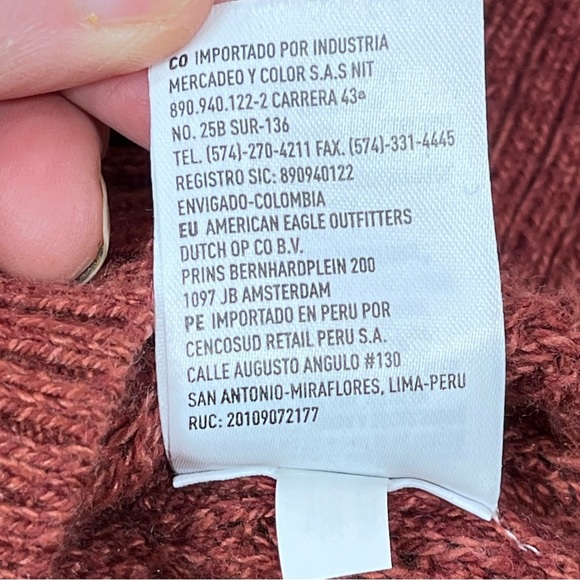 CO IMPORTADO POR INDUSTRIA
MERCADEO Y COLOR S.A.S NIT
890.940.122-2 CARRERA 43ª
NO. 25B SUR-136
TEL. (574)-270-4211 FAX. (574)-331-4445
REGISTRO SIC: 890940122
ENVIGADO-COLOMBIA
EU AMERICAN EAGLE OUTFITTERS
DUTCH OP CO B.V.
PRINS BERNHARDPLEIN 200
1097 JB AMSTERDAM
PE IMPORTADO EN PERU POR
CENCOSUD RETAIL PERU S.A.
CALLE AUGUSTO ANGULO #130
SAN ANTONIO-MIRAFLORES, LIMA-PERU
RUC: 20109072177